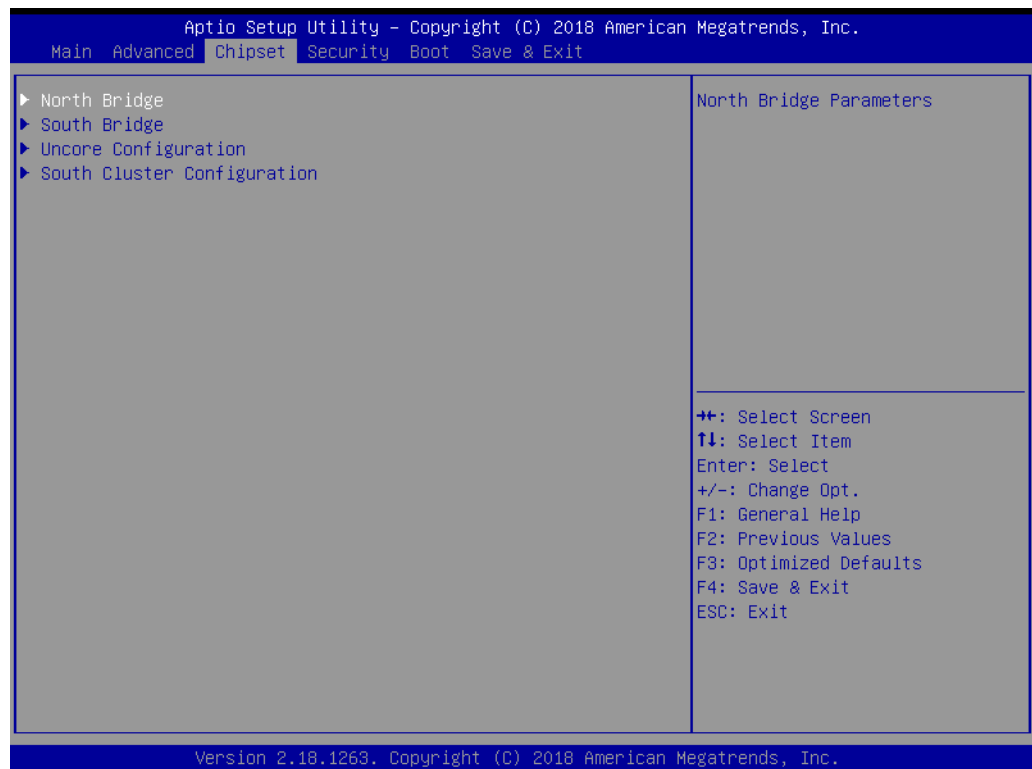 Aptio Setup Utility – Copyright (C) 2018 American Megatrends, Inc.
Main Advanced Chipset Security Boot Save & Exit
▶ North Bridge
▶ South Bridge
▶ Uncore Configuration
▶ South Cluster Configuration
North Bridge Parameters
→←: Select Screen
↑↓: Select Item
Enter: Select
+/-: Change Opt.
F1: General Help
F2: Previous Values
F3: Optimized Defaults
F4: Save & Exit
ESC: Exit
Version 2.18.1263. Copyright (C) 2018 American Megatrends, Inc.